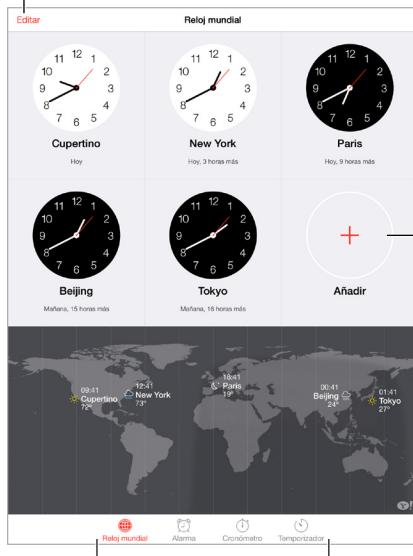 Editar
Reloj mundial
11 12 1
10 2
9 3
8 4
7 6 5
11 12 1
10 2
9 3
8 4
7 6 5
11 12 1
10 2
9 3
8 4
7 6 5
Cupertino
New York
Paris
Hoy
Hoy, 3 horas más
Hoy, 9 horas más
11 12 1
10 2
9 3
8 4
7 6 5
11 12 1
10 2
9 3
8 4
7 6 5
Beijing
Tokyo
Añadir
Mañana, 15 horas más
Mañana, 16 horas más
09:41
Cupertino
72°
12:41
New York
73°
18:41
Paris
19°
00:41
Beijing
24°
01:41
Tokyo
27°
Y!
Reloj mundial
Alarma
Cronómetro
Temporizador